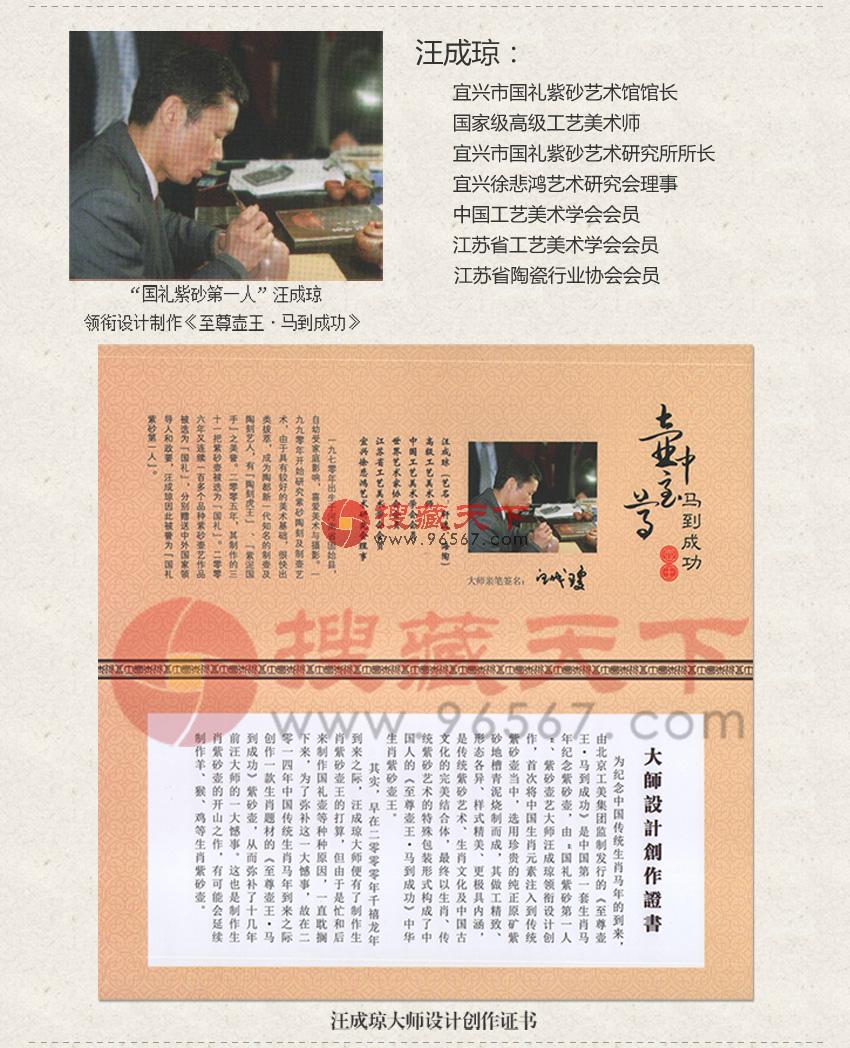 汪成琼：
宜兴市国礼紫砂艺术馆馆长
国家级高级工艺美术师
宜兴市国礼紫砂艺术研究所所长
宜兴徐悲鸿艺术研究会理事
中国工艺美术学会会员
江苏省工艺美术学会会员
江苏省陶瓷行业协会会员
“国礼紫砂第一人”汪成琼
领衔设计制作《至尊壶王·马到成功》
壶中至尊
马到成功
大师亲笔签名：
汪成琼
高级工艺美术
中国工艺美术学会会员
世界艺术家协会
江苏省工艺美术
宜兴徐悲鸿艺术研究会理事
一九七〇年出生
自幼受家庭影响，喜爱美术与摄影。一
九九零年开始研究紫砂陶刻及制壶艺
术，由于具有较好的美术基础，很快出
类拔萃，成为陶都新一代知名的制壶及
陶刻艺人，有「陶刻虎王」、「紫泥国
手」之美誉。二零零五年，其制作的三
十一把紫砂壶被选为「国礼」。二零零
六年又连续一百多个品种紫砂壶艺作品
被选为「国礼」，分别赠送中外国家领
导人和政要，汪成琼因此被誉为「国礼
紫砂第一人」。
搜藏天下
www.96567.com
搜藏天下
www.96567.com
大師設計創作證書
为纪念中国传统生肖马年的到来，
由北京工美集团监制发行的《至尊壶
王·马到成功》是中国第一套生肖马
年纪念紫砂壶，由“国礼紫砂第一人
”、紫砂壶艺大师汪成琼领衔设计创
作，首次将中国生肖元素注入到传统
紫砂壶当中，选用珍贵的纯正原矿紫
砂地槽青泥烧制而成，其做工精致、
形态各异、样式精美、更极具内涵，
是传统紫砂艺术、生肖文化及中国古
文化的完美结合体，最终以生肖、传
统紫砂艺术的特殊包装形式构成了中
国人的《至尊壶王·马到成功》中华
生肖紫砂壶王。
其实，早在二零零零年千禧龙年
到来之际，汪成琼大师便有了制作生
肖紫砂壶王的打算，但由于是忙和后
来制作国礼壶等种种原因，一直耽搁
下来，为了弥补这一大憾事，故在二
零一四年中国传统生肖马年到来之际
创作一款生肖题材的《至尊壶王·马
到成功》紫砂壶，从而弥补了十几年
前汪大师的一大憾事。这也是制作生
肖紫砂壶的开山之作，有可能会延续
制作羊、猴、鸡等生肖紫砂壶。
汪成琼大师设计创作证书